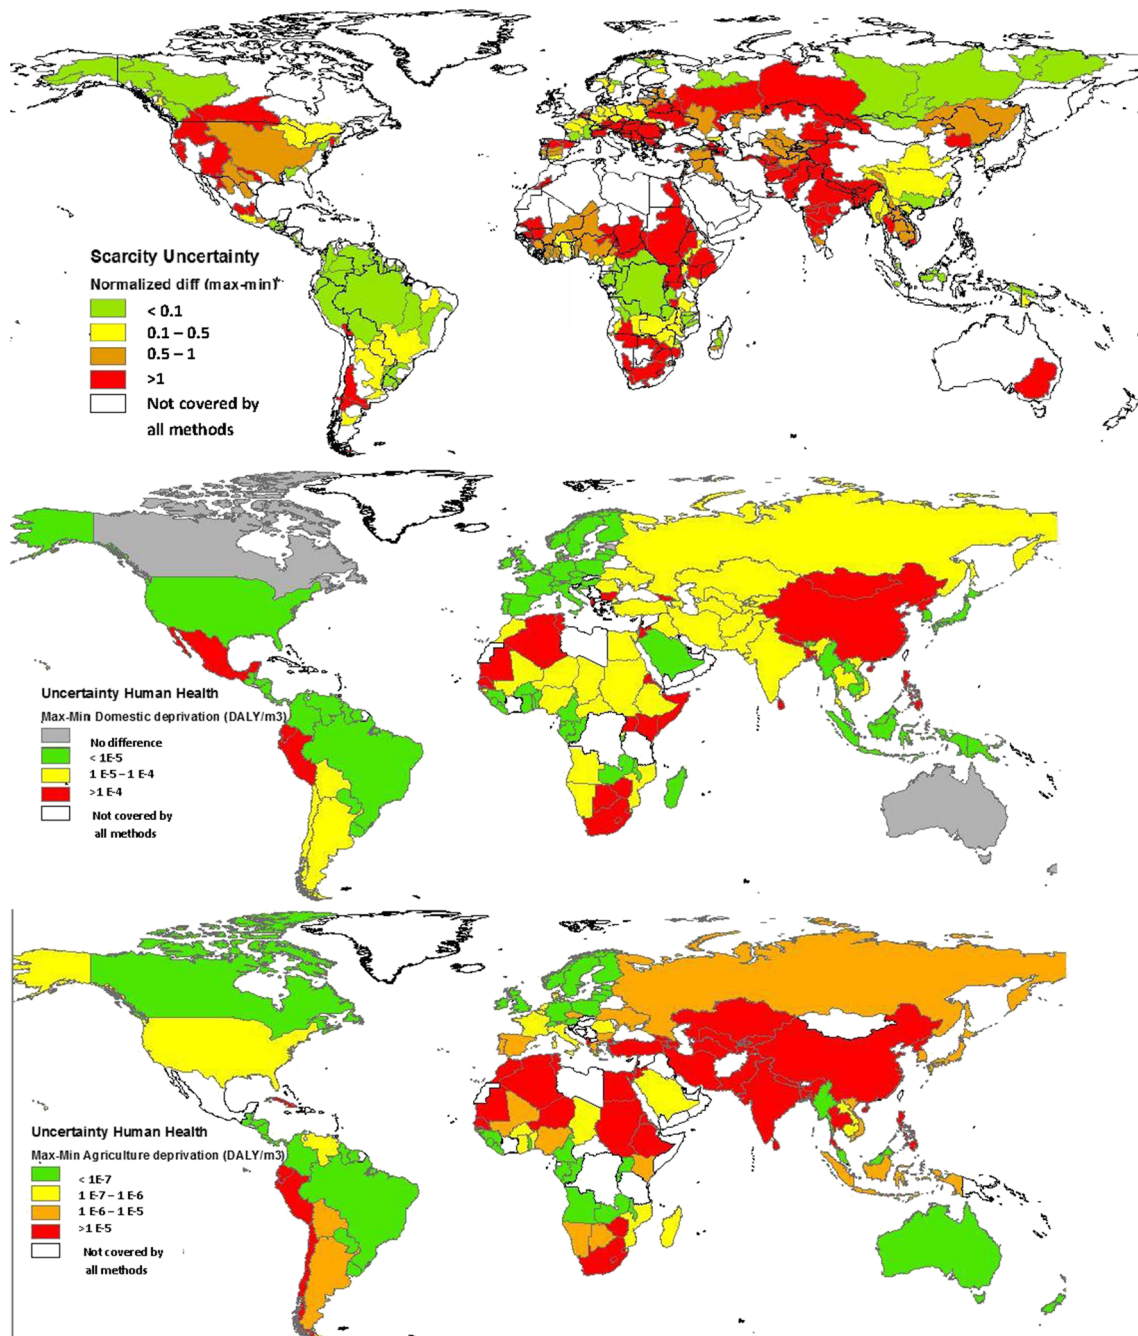 Scarcity Uncertainty
Normalized diff (max-min)
< 0.1
0.1 – 0.5
0.5 – 1
>1
Not covered by
all methods
Uncertainty Human Health
Max-Min Domestic deprivation (DALY/m3)
No difference
< 1E-5
1 E-5 – 1 E-4
>1 E-4
Not covered by
all methods
Uncertainty Human Health
Max-Min Agriculture deprivation (DALY/m3)
< 1E-7
1 E-7 – 1 E-6
1 E-6 – 1 E-5
>1 E-5
Not covered by
all methods